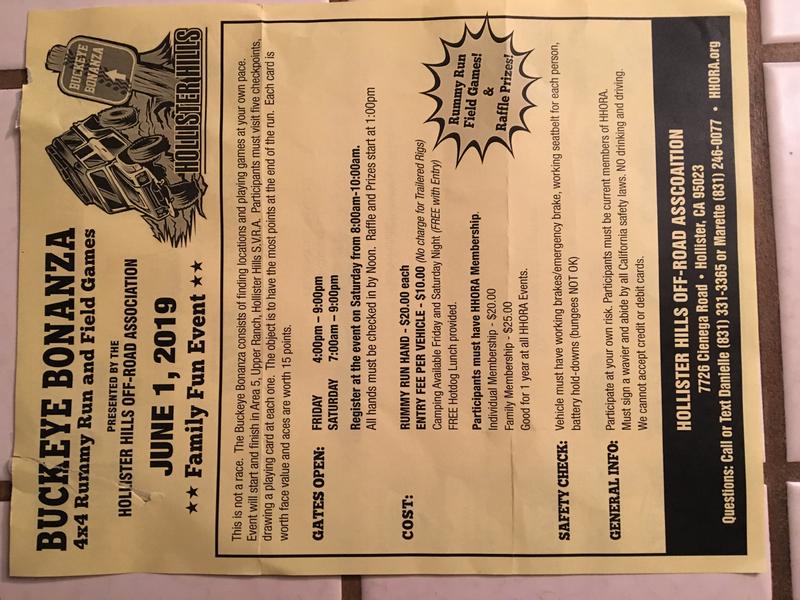 BUCKEYE BONANZA
4x4 Rummy Run and Field Games
PRESENTED BY THE
HOLLISTER HILLS OFF-ROAD ASSOCIATION
JUNE 1, 2019
★★ Family Fun Event ★★
BUCKEYE
BONANZA
HOLLISTER HILLS
This is not a race. The Buckeye Bonanza consists of finding locations and playing games at your own pace.
Event will start and finish in Area 5, Upper Ranch, Hollister Hills S.V.R.A. Participants must visit five checkpoints,
drawing a playing card at each one. The object is to have the most points at the end of the run. Each card is
worth face value and aces are worth 15 points.
GATES OPEN: FRIDAY 4:00pm – 9:00pm
SATURDAY 7:00am – 9:00pm
Register at the event on Saturday from 8:00am-10:00am.
All hands must be checked in by Noon. Raffle and Prizes start at 1:00pm
COST: RUMMY RUN HAND - $20.00 each
ENTRY FEE PER VEHICLE - $10.00 (No charge for Trailered Rigs)
Camping Available Friday and Saturday Night (FREE with Entry)
FREE Hotdog Lunch provided.
Rummy Run
Field Games!
&
Raffle Prizes!
Participants must have HHORA Membership.
Individual Membership - $20.00
Family Membership - $25.00
Good for 1 year at all HHORA Events.
SAFETY CHECK: Vehicle must have working brakes/emergency brake, working seatbelt for each person,
battery hold-downs (bungees NOT OK)
GENERAL INFO: Participate at your own risk. Participants must be current members of HHORA.
Must sign a wavier and abide by all California safety laws. NO drinking and driving.
We cannot accept credit or debit cards.
HOLLISTER HILLS OFF-ROAD ASSCOAITION
7726 Cienega Road • Hollister, CA 95023
Questions: Call or Text Danielle (831) 331-3365 or Marette (831) 246-0077 • HHORA.org